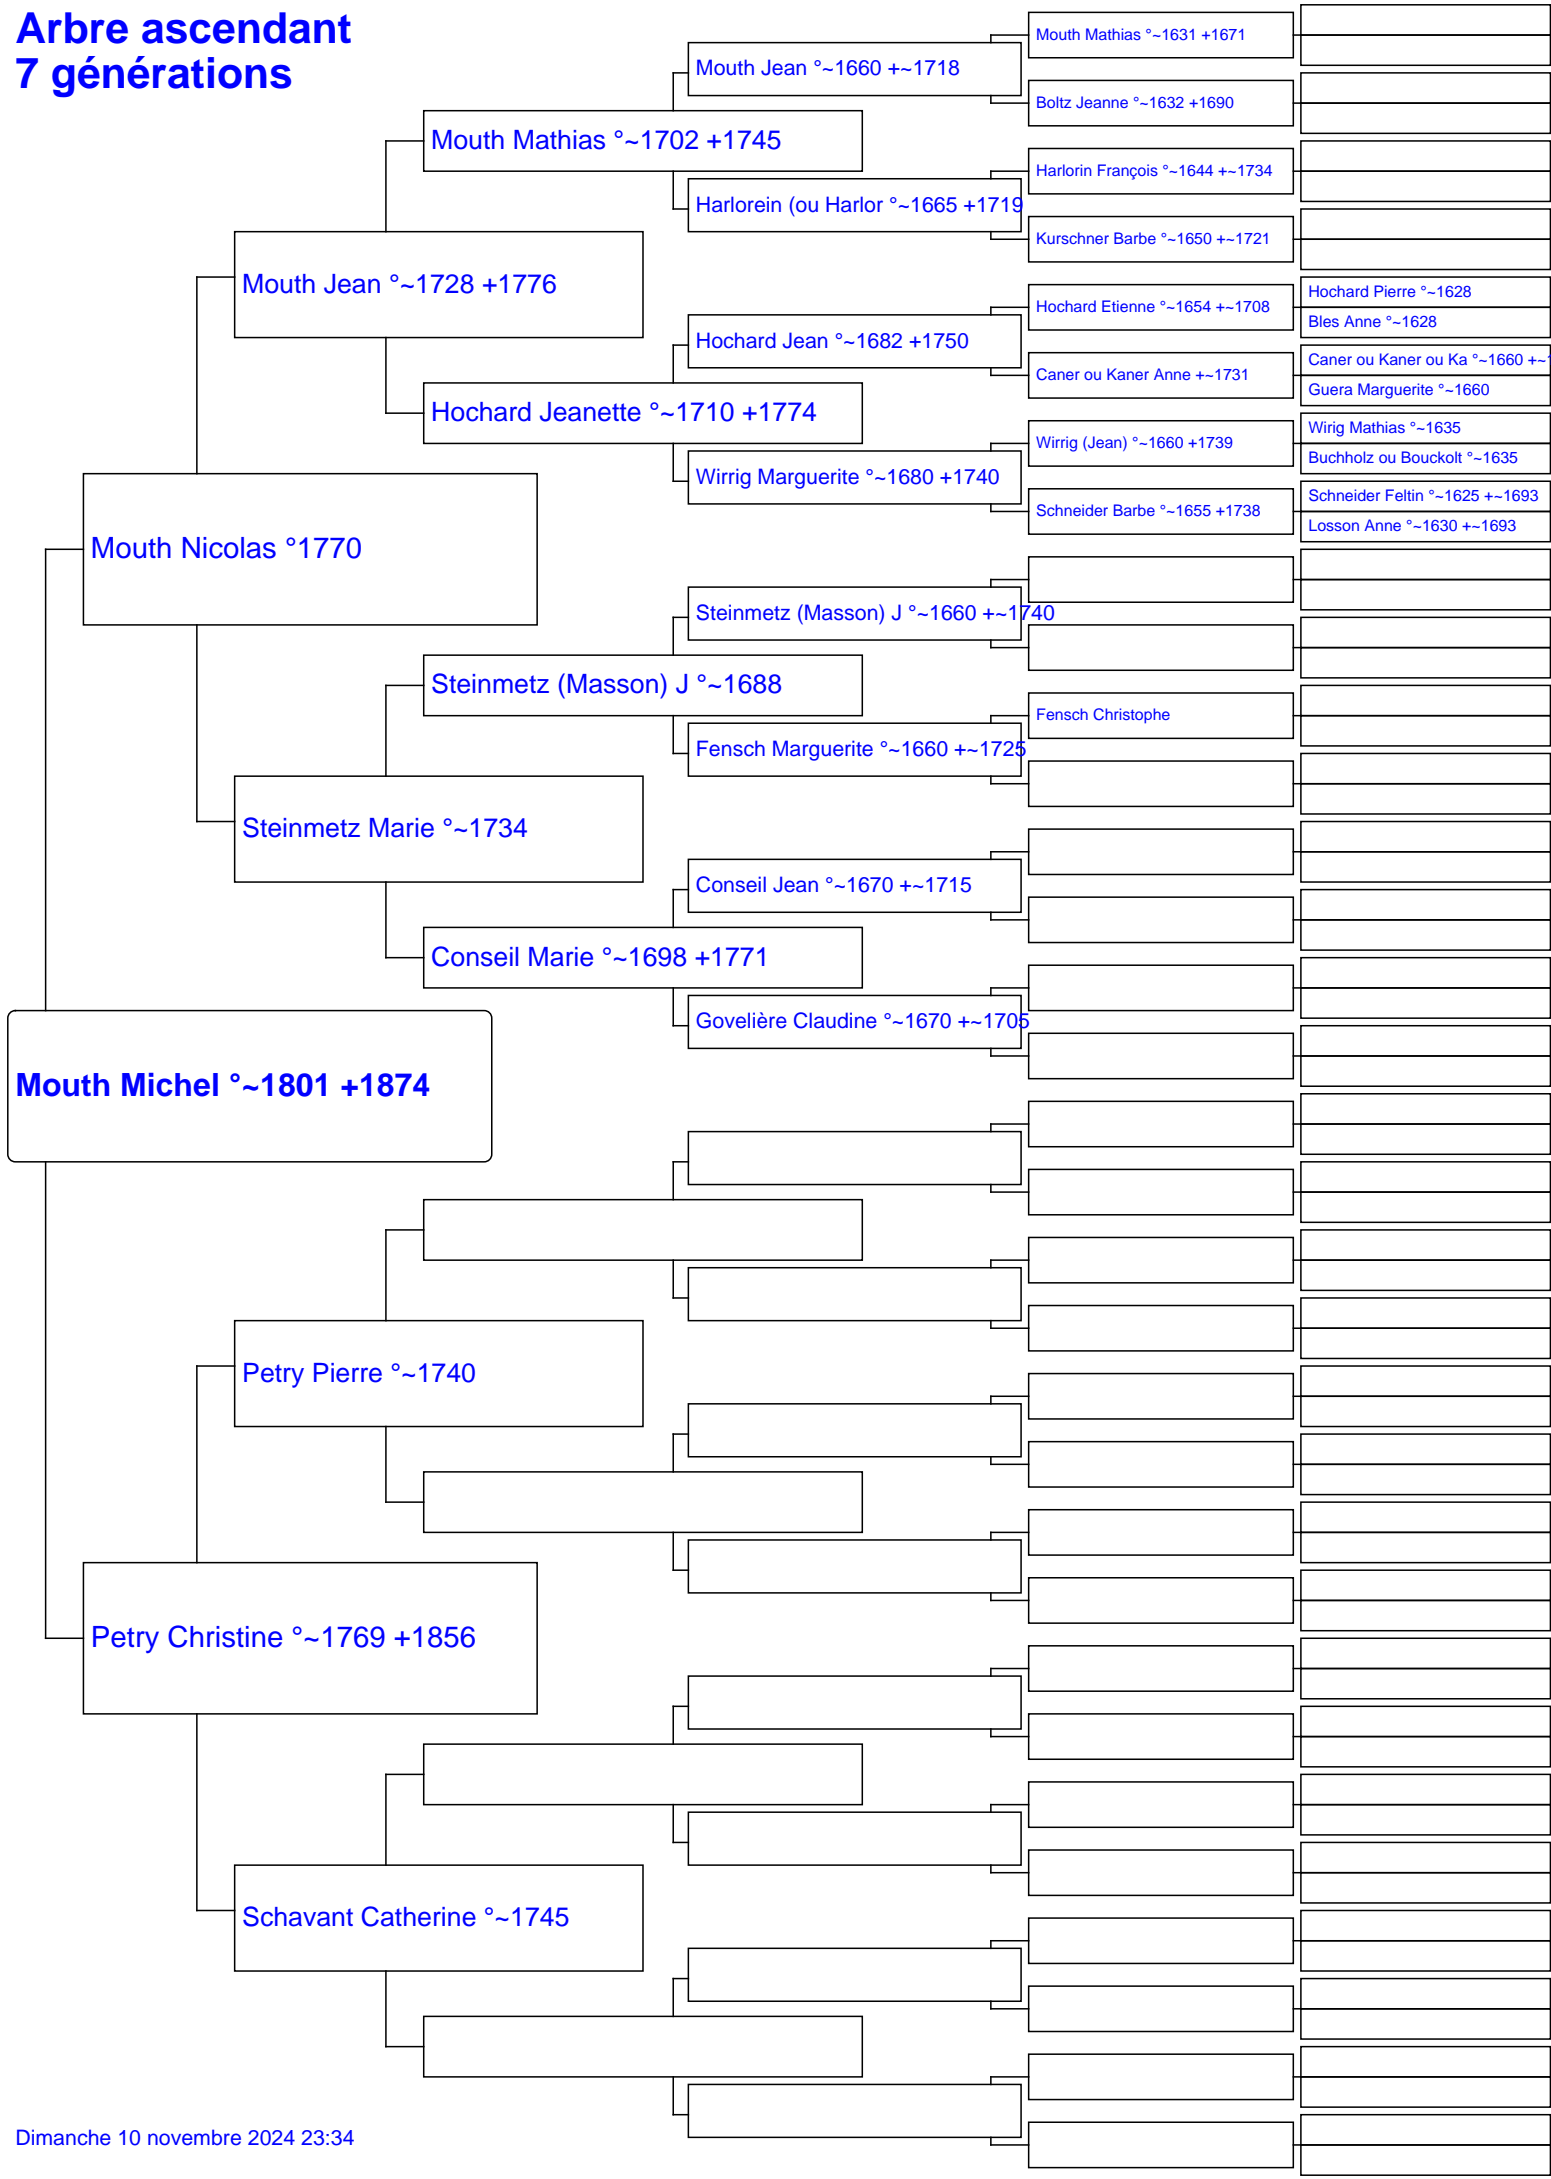 Arbre ascendant
7 générations
Mouth Mathias °~1631 +1671
Mouth Jean °~1660 +~1718
Boltz Jeanne °~1632 +1690
Mouth Mathias °~1702 +1745
Harlorin François °~1644 +~1734
Harlorein (ou Harlor °~1665 +1719
Kurschner Barbe °~1650 +~1721
Mouth Jean °~1728 +1776
Hochard Pierre °~1628
Hochard Etienne °~1654 +~1708
Bles Anne °~1628
Hochard Jean °~1682 +1750
Caner ou Kaner ou Ka °~1660 +~1
Caner ou Kaner Anne +~1731
Guera Marguerite °~1660
Hochard Jeanette °~1710 +1774
Wirig Mathias °~1635
Wirrig (Jean) °~1660 +1739
Buchholz ou Bouckolt °~1635
Wirrig Marguerite °~1680 +1740
Schneider Feltin °~1625 +~1693
Schneider Barbe °~1655 +1738
Losson Anne °~1630 +~1693
Mouth Nicolas °1770
Steinmetz (Masson) J °~1660 +~1740
Steinmetz (Masson) J °~1688
Fensch Christophe
Fensch Marguerite °~1660 +~1725
Steinmetz Marie °~1734
Conseil Jean °~1670 +~1715
Conseil Marie °~1698 +1771
Govelière Claudine °~1670 +~1705
Mouth Michel °~1801 +1874
Petry Pierre °~1740
Petry Christine °~1769 +1856
Schavant Catherine °~1745
Dimanche 10 novembre 2024 23:34